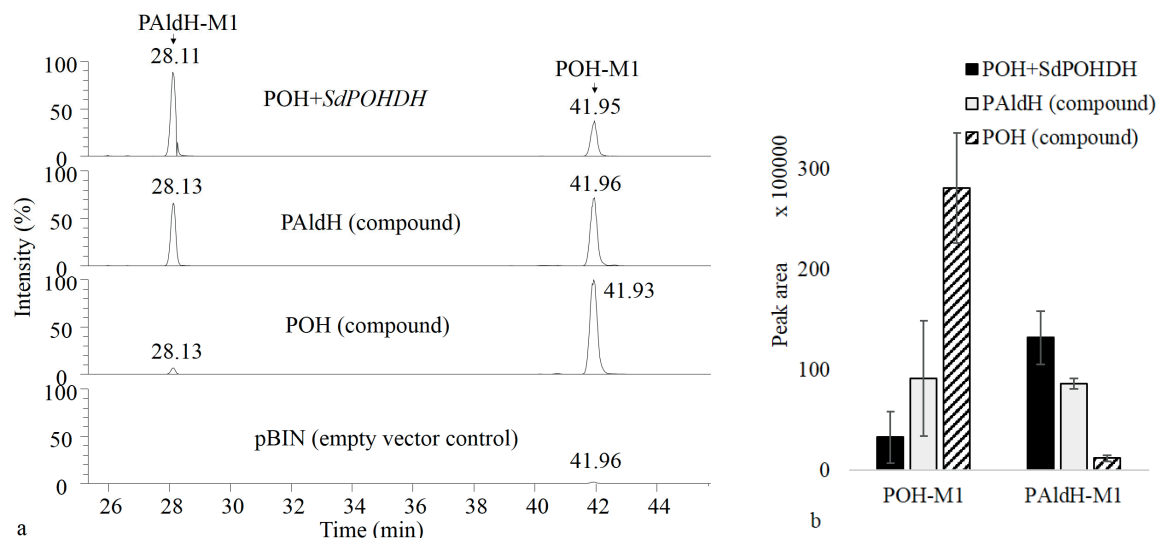 PAldH-M1
28.11
POH-M1
100
50
0
POH+SdPOHDH
41.95
28.13
41.96
100
50
0
PAldH (compound)
100
50
0
POH (compound)
41.93
28.13
100
50
0
pBIN (empty vector control)
41.96
Intensity (%)
26 28 30 32 34 36 38 40 42 44
Time (min)
a
POH+SdPOHDH
PAldH (compound)
POH (compound)
x 100000
Peak area
300
200
100
0
POH-M1 PAldH-M1
b